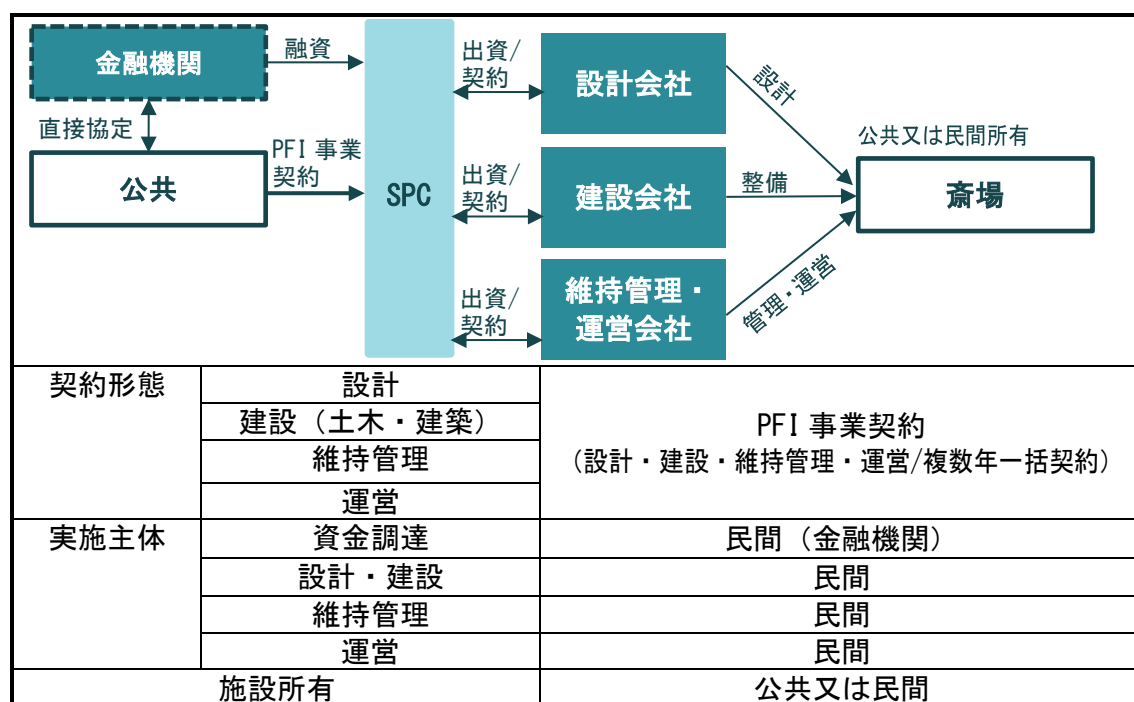 金融機関
融資
直接協定
公共
PFI 事業
契約
SPC
出資/
契約
出資/
契約
出資/
契約
設計会社
建設会社
維持管理・
運営会社
設計
整備
管理・運営
公共又は民間所有
斎場
契約形態
設計
建設（土木・建築）
維持管理
運営
PFI 事業契約
（設計・建設・維持管理・運営/複数年一括契約）
実施主体
資金調達
民間（金融機関）
設計・建設
民間
維持管理
民間
運営
民間
施設所有
公共又は民間